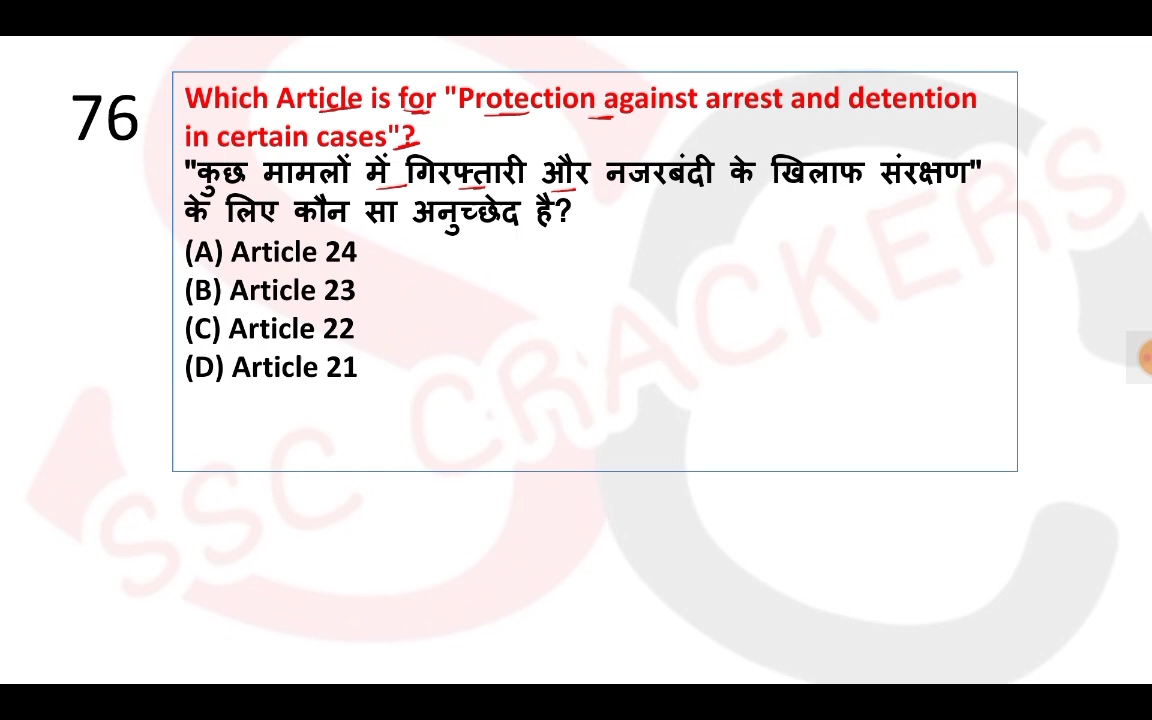 76
Which Article is for "Protection against arrest and detention
in certain cases"?
"कुछ मामलों में गिरफ्तारी और नजरबंदी के खिलाफ संरक्षण"
के लिए कौन सा अनुच्छेद है?
(A) Article 24
(B) Article 23
(C) Article 22
(D) Article 21
SSC CRACKERS